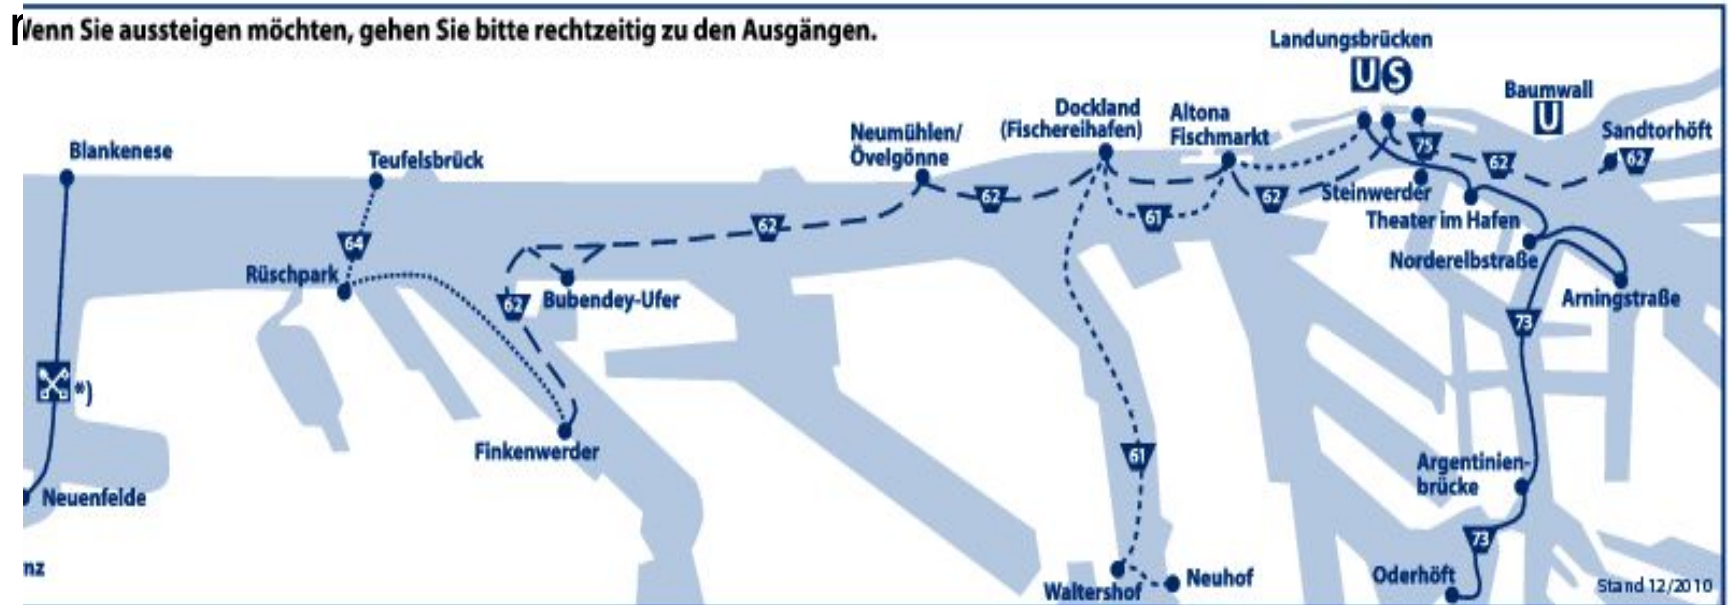 Wenn Sie aussteigen möchten, gehen Sie bitte rechtzeitig zu den Ausgängen.
Landungsbrücken
U S
Baumwall
U
Dockland
(Fischereihafen)
Altona
Fischmarkt
Neumühlen/
Övelgönne
Sandtorhöft
62
75
62
Blankenese
Teufelsbrück
62
62
Steinwerder
61
Theater im Hafen
62
64
Norderelbstraße
Rüschpark
62
Bubendey-Ufer
Arningstraße
73
*)
Finkenwerder
61
Argentinien-
brücke
Neuenfelde
73
nz
Waltershof
Neuhof
Oderhöft
Stand 12/2010